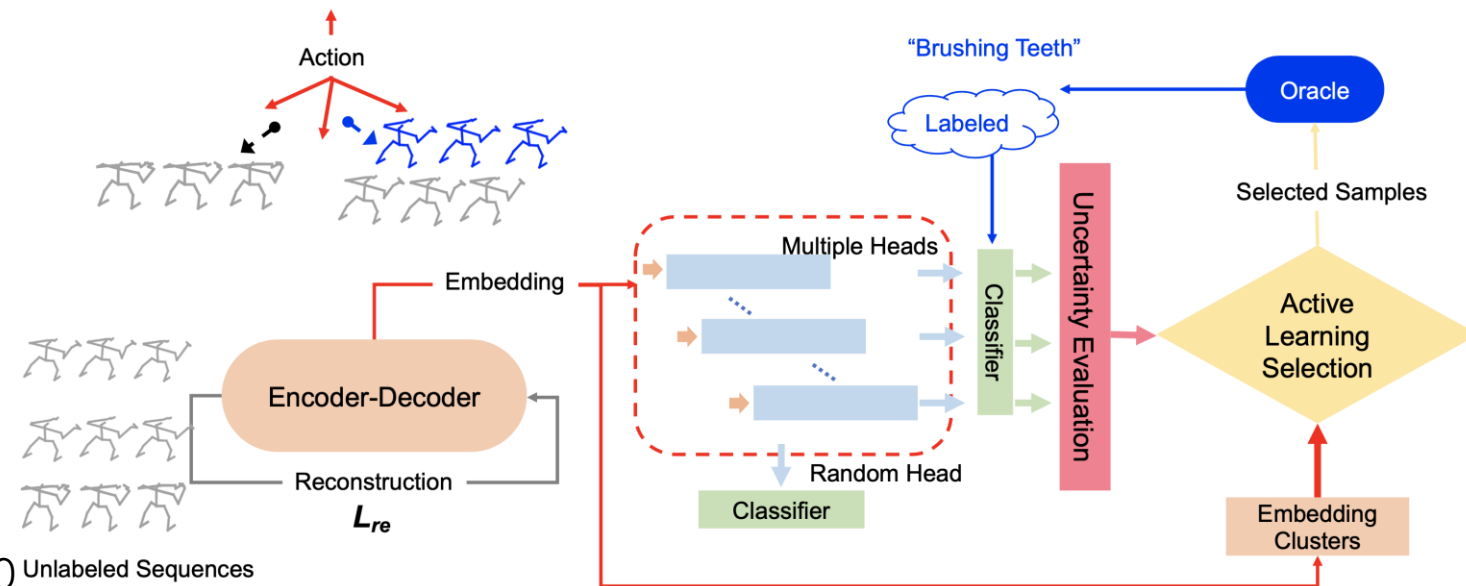 Action
"Brushing Teeth"
Oracle
Labeled
Selected Samples
Uncertainty Evaluation
Multiple Heads
Embedding
Classifier
Active
Learning
Selection
Encoder-Decoder
Random Head
Reconstruction
Classifier
L_re
Embedding
Clusters
) Unlabeled Sequences